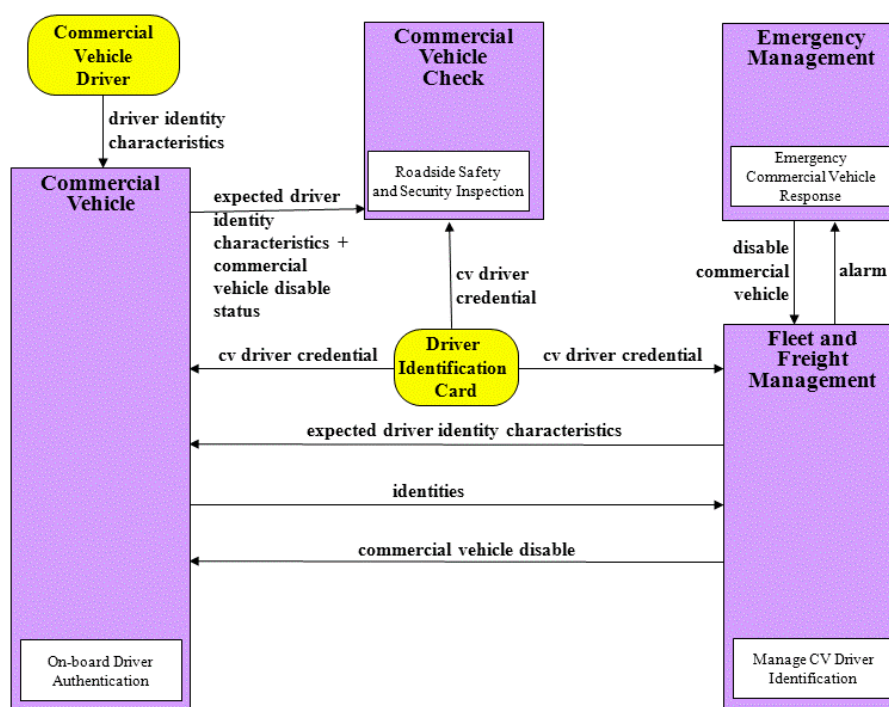 Commercial
Vehicle
Driver
Commercial
Vehicle
Check
Emergency
Management
driver identity
characteristics
Roadside Safety
and Security Inspection
Emergency
Commercial Vehicle
Response
Commercial
Vehicle
expected driver
identity
characteristics +
commercial
vehicle disable
status
cv driver
credential
disable
commercial
vehicle
alarm
cv driver credential
Driver
Identification
Card
cv driver credential
Fleet and
Freight
Management
expected driver identity characteristics
identities
commercial vehicle disable
On-board Driver
Authentication
Manage CV Driver
Identification